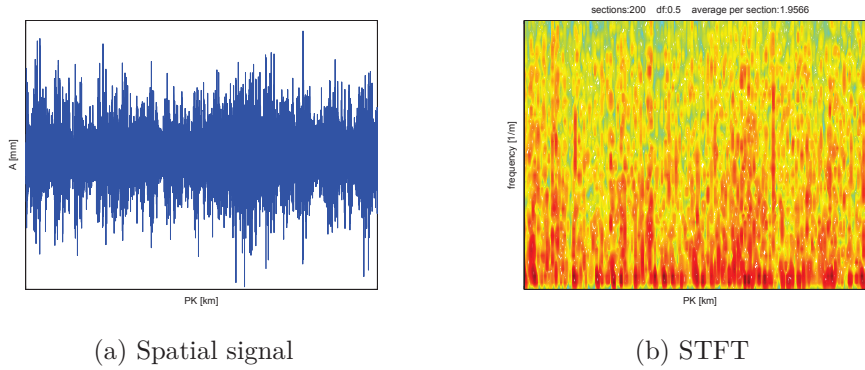 sections:200 df:0.5 average per section:1.9566
A [mm]
PK [km]
frequency [1/m]
PK [km]
(a) Spatial signal
(b) STFT